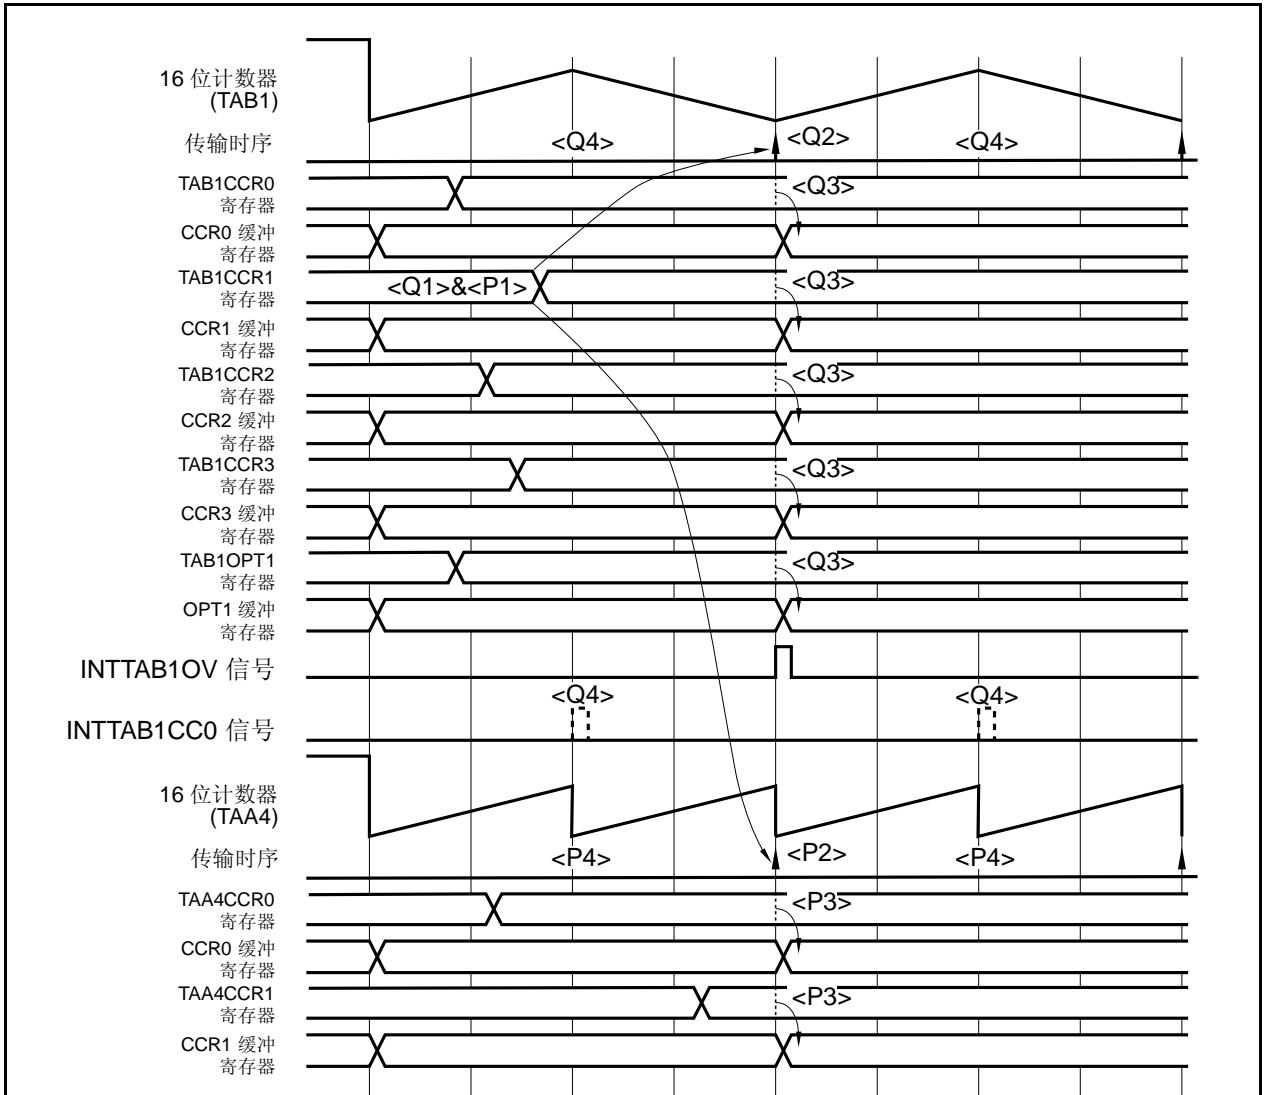 16 位计数器
(TAB1)
传输时序
<Q4>
<Q2>
<Q4>
TAB1CCR0
寄存器
<Q3>
CCR0 缓冲
寄存器
TAB1CCR1
寄存器
<Q1>&<P1>
<Q3>
CCR1 缓冲
寄存器
TAB1CCR2
寄存器
<Q3>
CCR2 缓冲
寄存器
TAB1CCR3
寄存器
<Q3>
CCR3 缓冲
寄存器
TAB1OPT1
寄存器
<Q3>
OPT1 缓冲
寄存器
INTTAB1OV 信号
<Q4>
<Q4>
INTTAB1CC0 信号
16 位计数器
(TAA4)
传输时序
<P4>
<P2>
<P4>
TAA4CCR0
寄存器
<P3>
CCR0 缓冲
寄存器
TAA4CCR1
寄存器
<P3>
CCR1 缓冲
寄存器